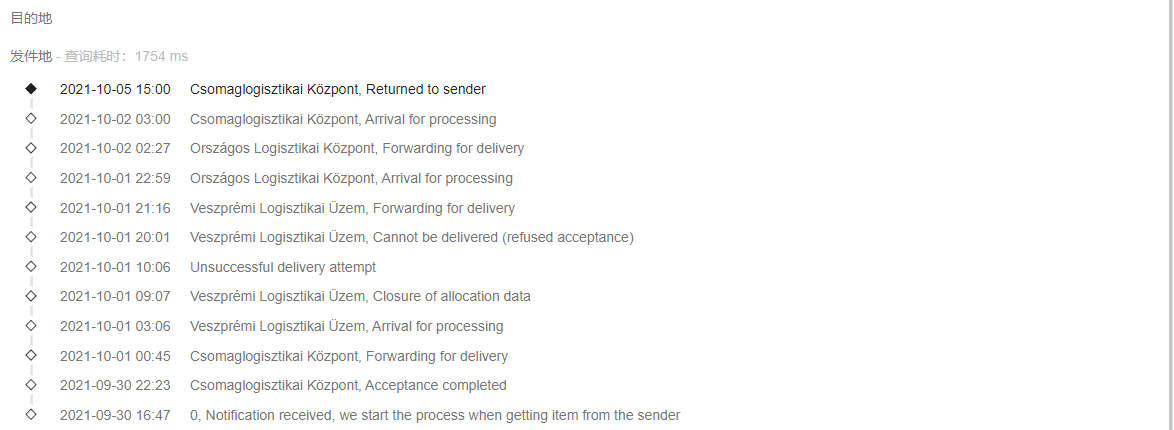 目的地
发件地 - 查询耗时：1754 ms
2021-10-05 15:00 Csomaglogisztikai Központ, Returned to sender
2021-10-02 03:00 Csomaglogisztikai Központ, Arrival for processing
2021-10-02 02:27 Országos Logisztikai Központ, Forwarding for delivery
2021-10-01 22:59 Országos Logisztikai Központ, Arrival for processing
2021-10-01 21:16 Veszprémi Logisztikai Üzem, Forwarding for delivery
2021-10-01 20:01 Veszprémi Logisztikai Üzem, Cannot be delivered (refused acceptance)
2021-10-01 10:06 Unsuccessful delivery attempt
2021-10-01 09:07 Veszprémi Logisztikai Üzem, Closure of allocation data
2021-10-01 03:06 Veszprémi Logisztikai Üzem, Arrival for processing
2021-10-01 00:45 Csomaglogisztikai Központ, Forwarding for delivery
2021-09-30 22:23 Csomaglogisztikai Központ, Acceptance completed
2021-09-30 16:47 0, Notification received, we start the process when getting item from the sender